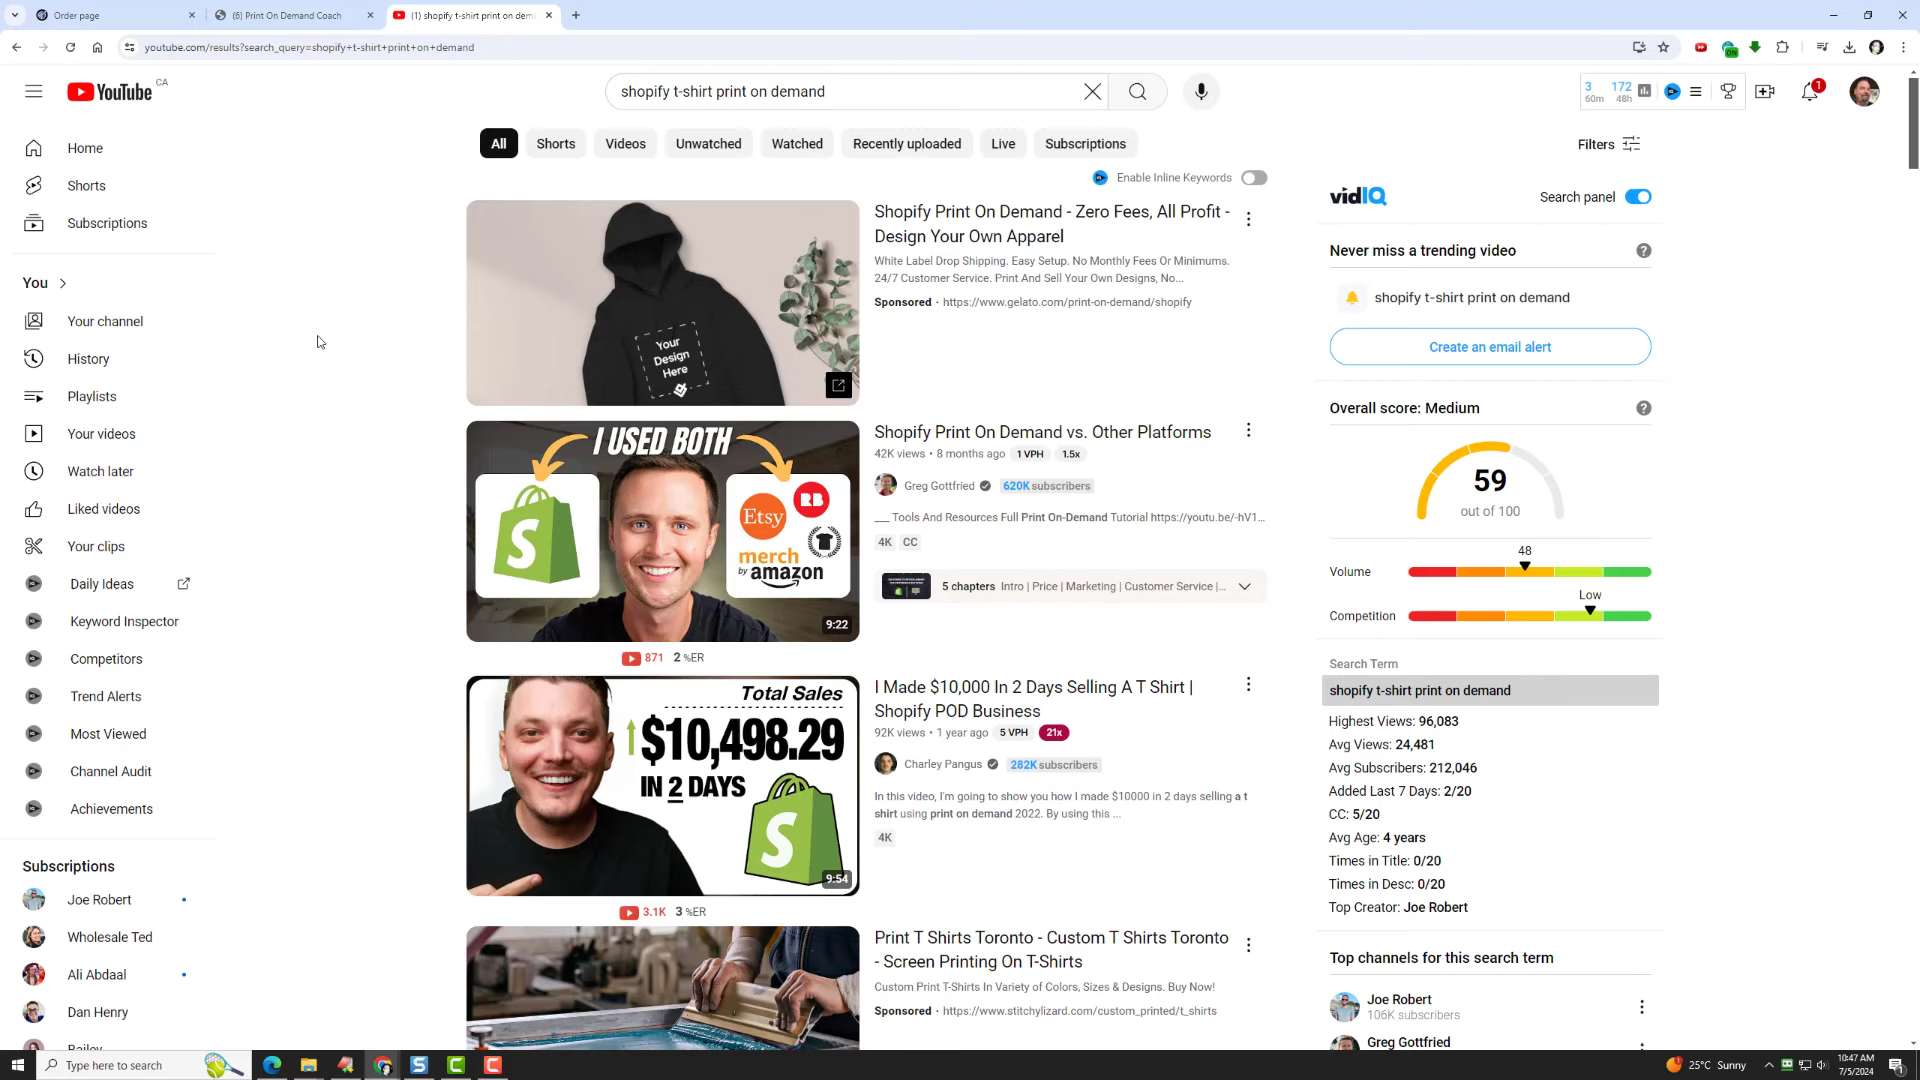 Order page
(6) Print On Demand Coach
(1) shopify t-shirt print on dema
youtube.com/results?search_query=shopify+t-shirt+print+on+demand
ON
YouTube CA
shopify t-shirt print on demand
3 172
60m 48h
1
All Shorts Videos Unwatched Watched Recently uploaded Live Subscriptions
Filters
Enable Inline Keywords
Home
Shorts
Subscriptions
You
Your channel
History
Playlists
Your videos
Watch later
Liked videos
Your clips
Daily Ideas
Keyword Inspector
Competitors
Trend Alerts
Most Viewed
Channel Audit
Achievements
Subscriptions
Joe Robert
Wholesale Ted
Ali Abdaal
Dan Henry
Bailey
Your
Design
Here
Shopify Print On Demand - Zero Fees, All Profit -
Design Your Own Apparel
White Label Drop Shipping. Easy Setup. No Monthly Fees Or Minimums.
24/7 Customer Service. Print And Sell Your Own Designs, No...
Sponsored · https://www.gelato.com/print-on-demand/shopify
I USED BOTH
S
Etsy
RB
merch
by amazon
9:22
871 2 %ER
Shopify Print On Demand vs. Other Platforms
42K views • 8 months ago 1 VPH 1.5x
Greg Gottfried 620K subscribers
___ Tools And Resources Full Print On-Demand Tutorial https://youtu.be/-hV1...
4K CC
5 chapters Intro | Price | Marketing | Customer Service |...
Total Sales
$10,498.29
IN 2 DAYS
S
9:54
3.1K 3 %ER
I Made $10,000 In 2 Days Selling A T Shirt |
Shopify POD Business
92K views • 1 year ago 5 VPH 21x
Charley Pangus 282K subscribers
In this video, I'm going to show you how I made $10000 in 2 days selling a t
shirt using print on demand 2022. By using this ...
4K
Print T Shirts Toronto - Custom T Shirts Toronto
- Screen Printing On T-Shirts
Custom Print T-Shirts In Variety of Colors, Sizes & Designs. Buy Now!
Sponsored · https://www.stitchylizard.com/custom_printed/t_shirts
vidIQ
Search panel
Never miss a trending video
shopify t-shirt print on demand
Create an email alert
Overall score: Medium
59
out of 100
48
Volume
Low
Competition
Search Term
shopify t-shirt print on demand
Highest Views: 96,083
Avg Views: 24,481
Avg Subscribers: 212,046
Added Last 7 Days: 2/20
CC: 5/20
Avg Age: 4 years
Times in Title: 0/20
Times in Desc: 0/20
Top Creator: Joe Robert
Top channels for this search term
Joe Robert
106K subscribers
Greg Gottfried
Type here to search
S
C
C
25°C Sunny
10:47 AM
7/5/2024
1